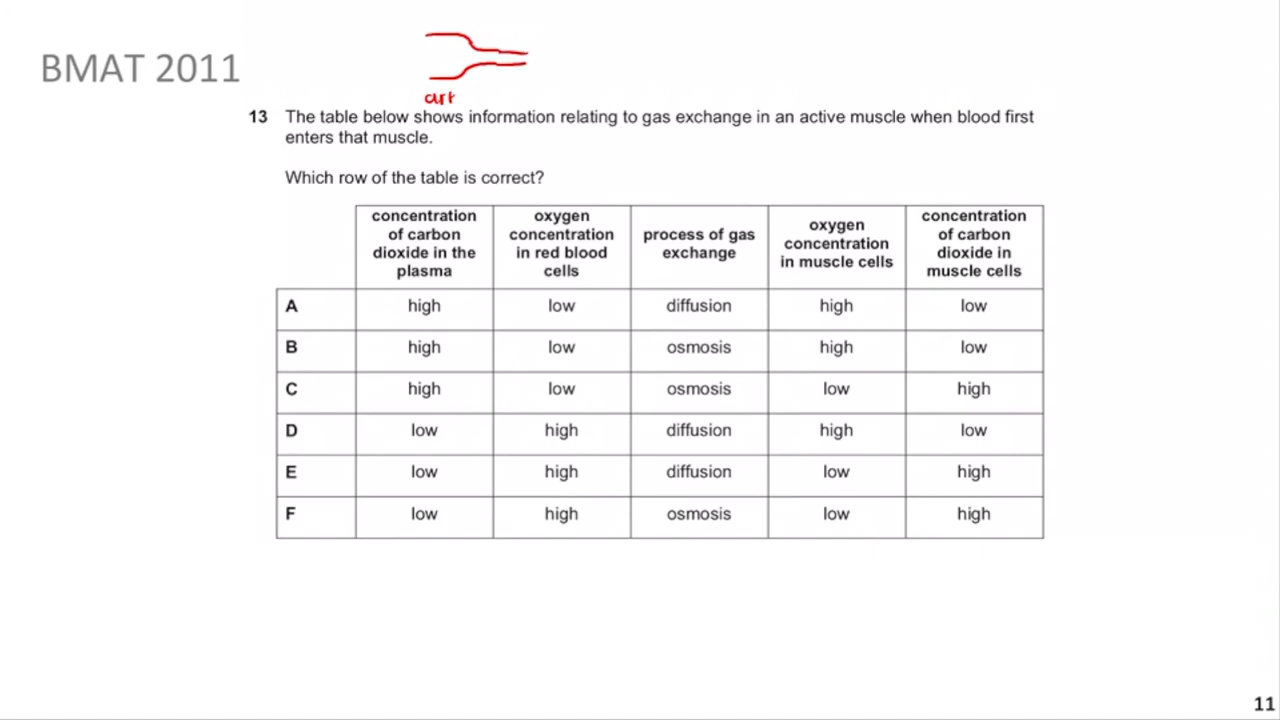 BMAT 2011
art
13 The table below shows information relating to gas exchange in an active muscle when blood first
enters that muscle.
Which row of the table is correct?
concentration of carbon dioxide in the plasma | oxygen concentration in red blood cells | process of gas exchange | oxygen concentration in muscle cells | concentration of carbon dioxide in muscle cells
A high low diffusion high low
B high low osmosis high low
C high low osmosis low high
D low high diffusion high low
E low high diffusion low high
F low high osmosis low high
11